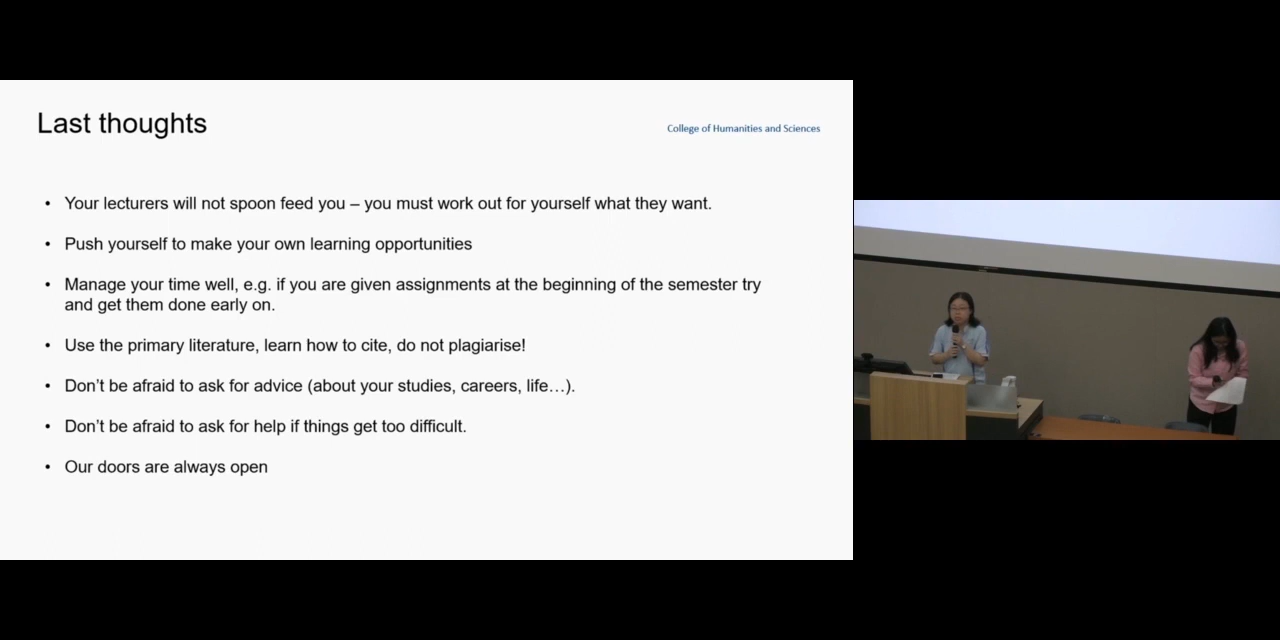 Last thoughts
College of Humanities and Sciences
• Your lecturers will not spoon feed you – you must work out for yourself what they want.
• Push yourself to make your own learning opportunities
• Manage your time well, e.g. if you are given assignments at the beginning of the semester try
and get them done early on.
• Use the primary literature, learn how to cite, do not plagiarise!
• Don’t be afraid to ask for advice (about your studies, careers, life…).
• Don’t be afraid to ask for help if things get too difficult.
• Our doors are always open